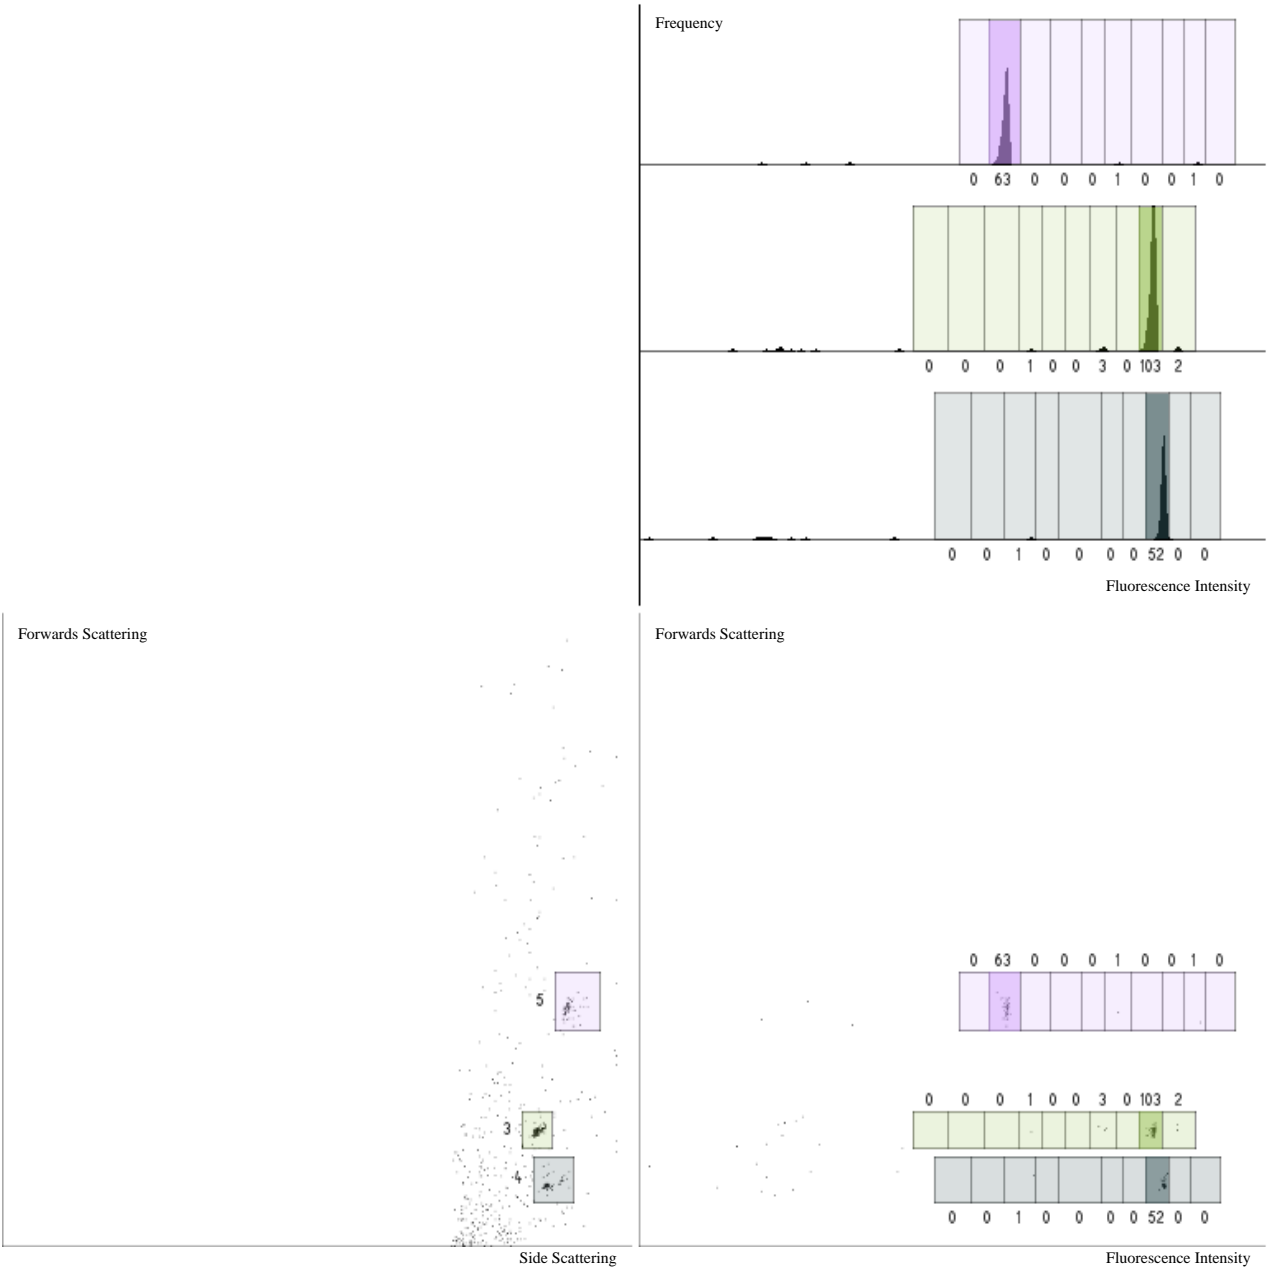 Frequency
0 63 0 0 0 1 0 0 1 0
0 0 0 1 0 0 3 0 103 2
0 0 1 0 0 0 0 52 0 0
Fluorescence Intensity
Forwards Scattering
5
3
4
Side Scattering
Forwards Scattering
0 63 0 0 0 1 0 0 1 0
0 0 0 1 0 0 3 0 103 2
0 0 1 0 0 0 0 52 0 0
Fluorescence Intensity